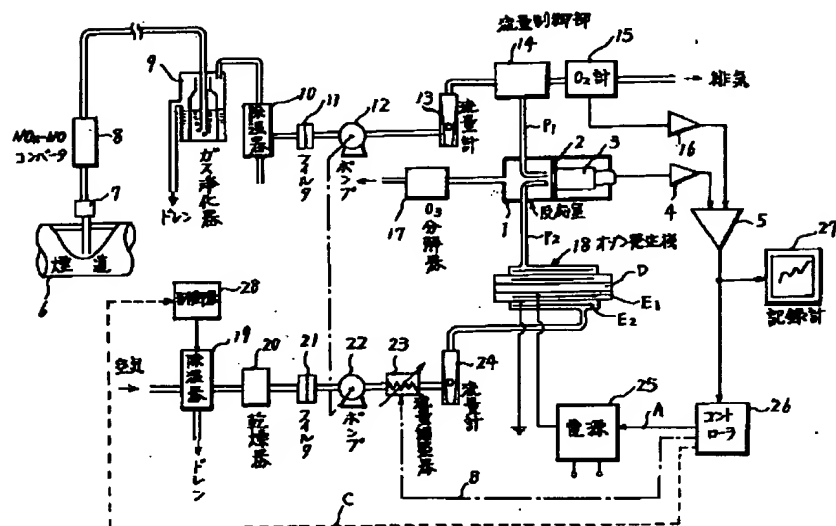 流量制御部
14
15
O₂計
排気
9
10
除湿器
11
フィルタ
12
ポンプ
13
流量計
16
NOx-NO
コンバータ
8
ガス浄化器
P₁
2
3
4
5
7
ドレン
17
O₃
分解器
1
反応室
P₂
18
オゾン発生機
27
記録計
煙道
6
28
D
E₁
E₂
19
除湿器
20
乾燥器
21
フィルタ
22
ポンプ
23
24
流量計
25
電源
A
26
コント
ローラ
空気
ドレン
B
C